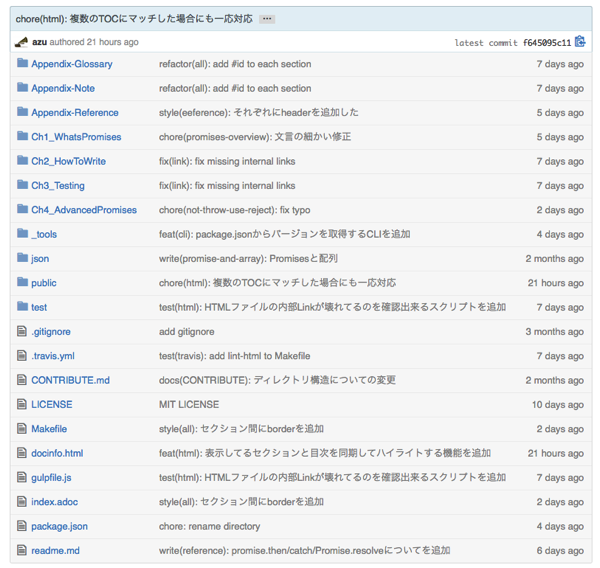 chore(html): 複数のTOCにマッチした場合にも一応対応 …
azu authored 21 hours ago latest commit f645095c11
Appendix-Glossary refactor(all): add #id to each section 7 days ago
Appendix-Note refactor(all): add #id to each section 7 days ago
Appendix-Reference style(eeference): それぞれにheaderを追加した 5 days ago
Ch1_WhatsPromises chore(promises-overview): 文言の細かい修正 5 days ago
Ch2_HowToWrite fix(link): fix missing internal links 7 days ago
Ch3_Testing fix(link): fix missing internal links 7 days ago
Ch4_AdvancedPromises chore(not-throw-use-reject): fix typo 2 days ago
_tools feat(cli): package.jsonからバージョンを取得するCLIを追加 4 days ago
json write(promise-and-array): Promisesと配列 2 months ago
public chore(html): 複数のTOCにマッチした場合にも一応対応 21 hours ago
test test(html): HTMLファイルの内部Linkが壊れてるのを確認出来るスクリプトを追加 7 days ago
.gitignore add gitignore 3 months ago
.travis.yml test(travis): add lint-html to Makefile 7 days ago
CONTRIBUTE.md docs(CONTRIBUTE): ディレクトリ構造についての変更 2 months ago
LICENSE MIT LICENSE 10 days ago
Makefile style(all): セクション間にborderを追加 2 days ago
docinfo.html feat(html): 表示してるセクションと目次を同期してハイライトする機能を追加 21 hours ago
gulpfile.js test(html): HTMLファイルの内部Linkが壊れてるのを確認出来るスクリプトを追加 7 days ago
index.adoc style(all): セクション間にborderを追加 2 days ago
package.json chore: rename directory 4 days ago
readme.md write(reference): promise.then/catch/Promise.resolveについてを追加 6 days ago